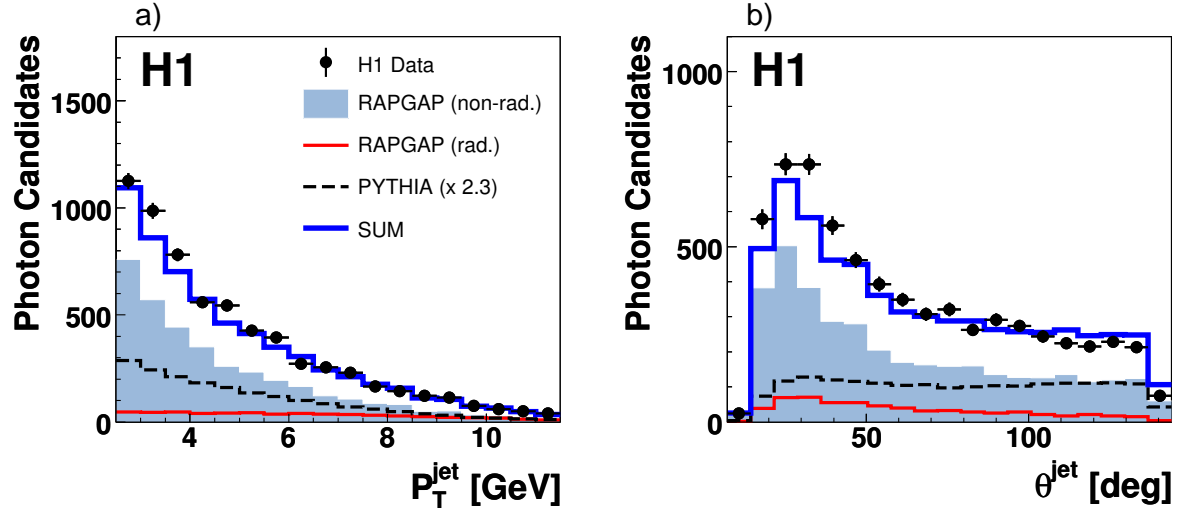 a)
H1
Photon Candidates
1500
1000
500
0
H1 Data
RAPGAP (non-rad.)
RAPGAP (rad.)
PYTHIA (x 2.3)
SUM
4 6 8 10
P_T^jet [GeV]
b)
H1
Photon Candidates
1000
500
0
50 100
θ^jet [deg]